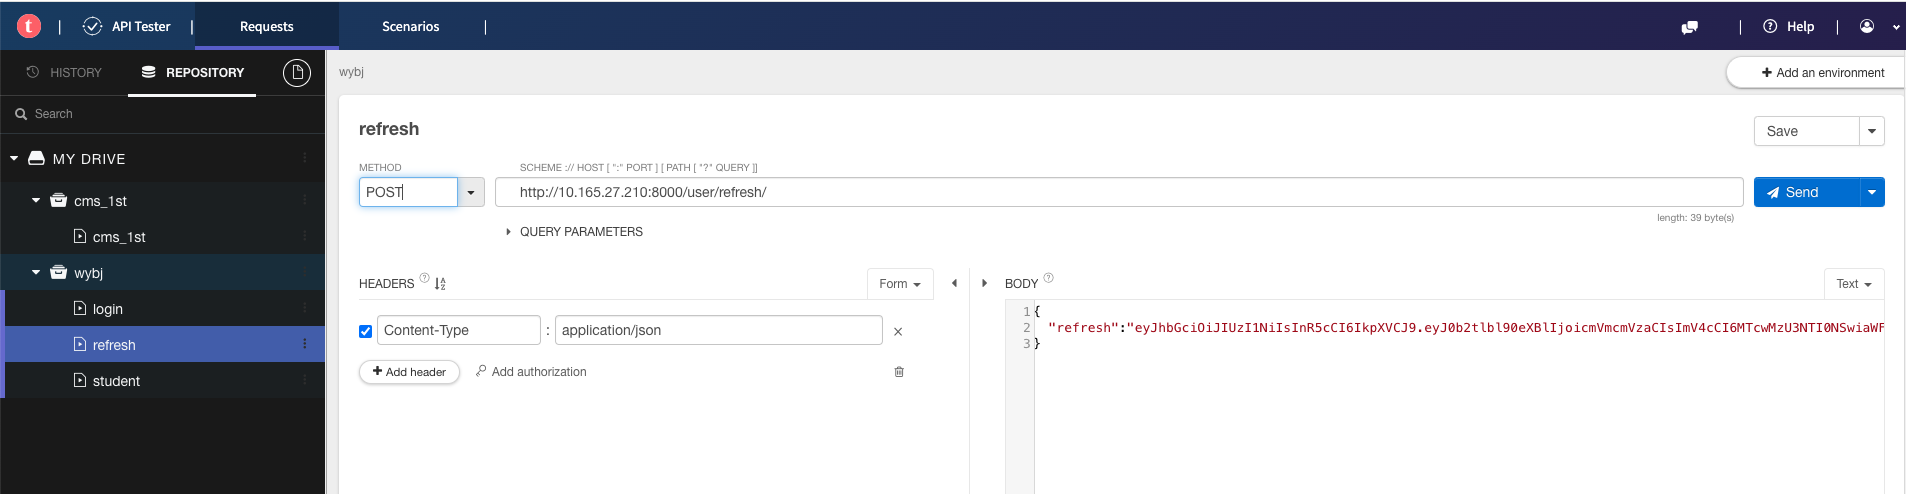 t API Tester Requests Scenarios Help
HISTORY REPOSITORY
wybj
Add an environment
Search
refresh
Save
MY DRIVE
METHOD
SCHEME :// HOST [ ":" PORT ] [ PATH [ "?" QUERY ]]
POST
http://10.165.27.210:8000/user/refresh/
Send
length: 39 byte(s)
cms_1st
cms_1st
QUERY PARAMETERS
wybj
login
refresh
student
HEADERS ? Form
BODY ? Text
Content-Type : application/json
Add header Add authorization
1 {
2 "refresh":"eyJhbGciOiJIUzI1NiIsInR5cCI6IkpXVCJ9.eyJ0b2tlbl90eXBlIjoicmVmcmVzaCIsImV4cCI6MTcwMzU3NTI0NSwiaWF
3 }